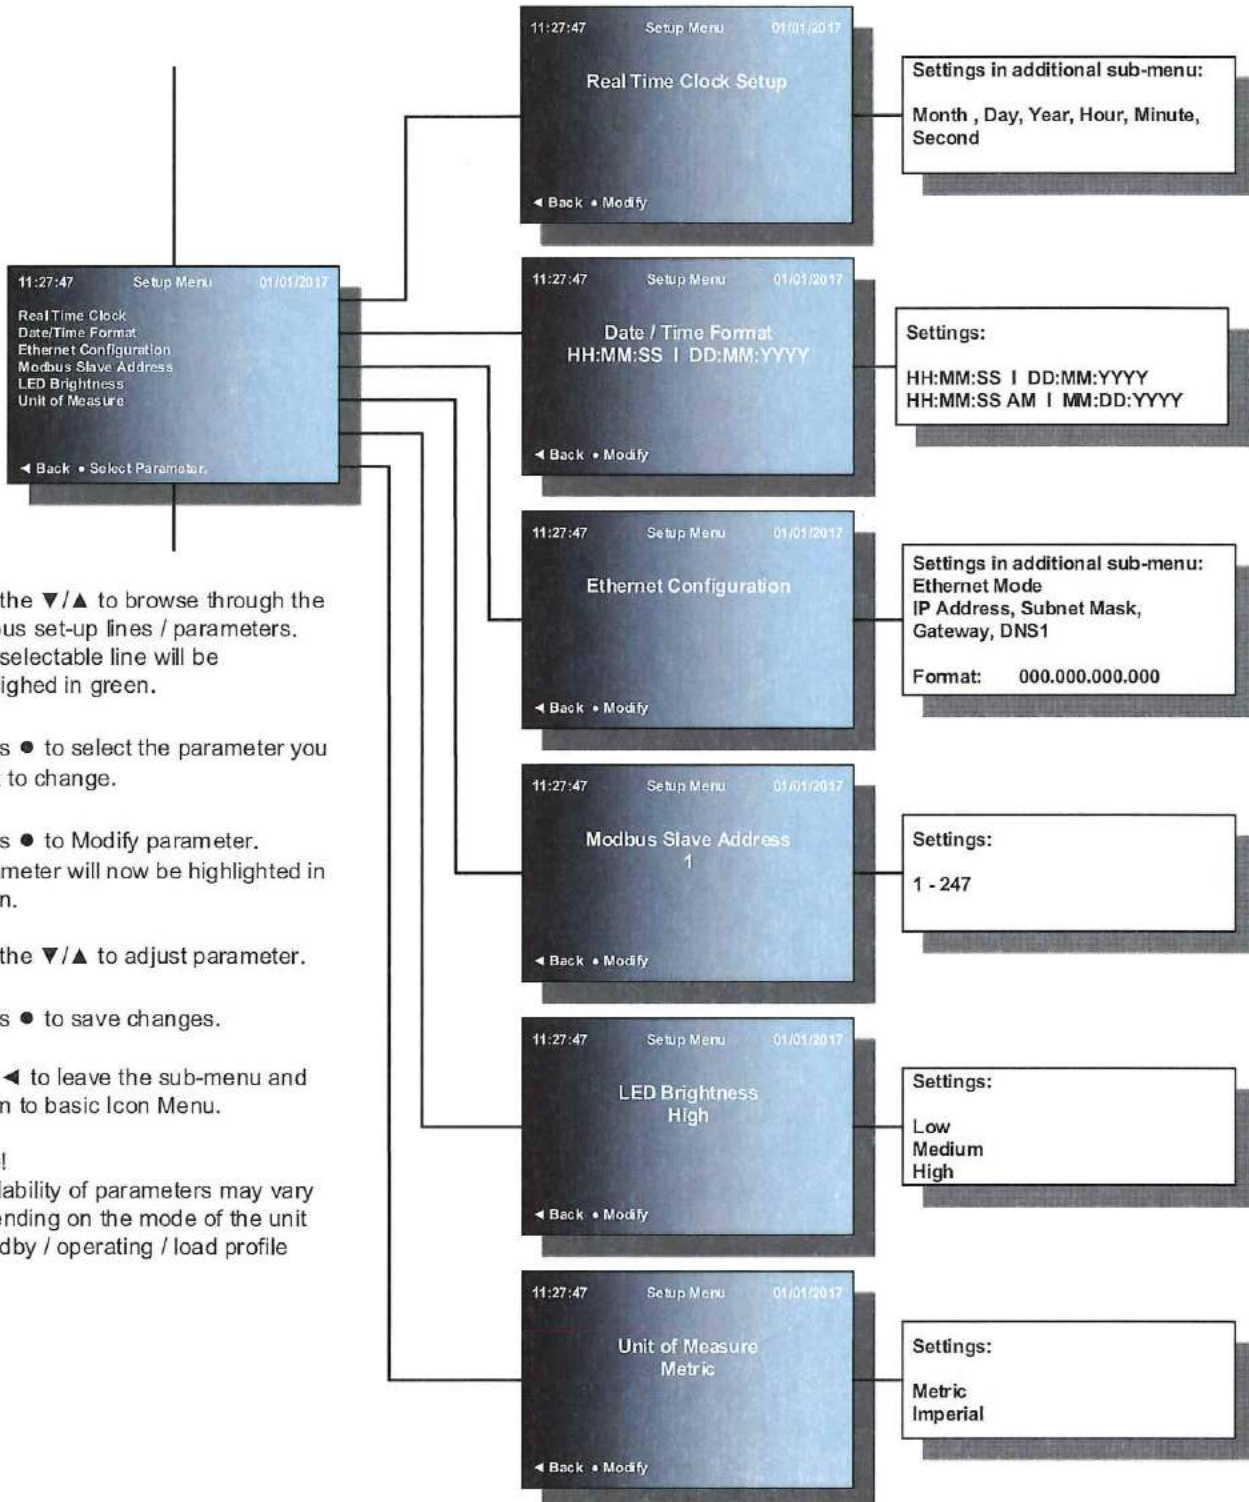 11:27:47 Setup Menu 01/01/2017
Real Time Clock Setup
◄ Back • Modify
Settings in additional sub-menu:
Month , Day, Year, Hour, Minute,
Second
11:27:47 Setup Menu 01/01/2017
Real Time Clock
Date/Time Format
Ethernet Configuration
Modbus Slave Address
LED Brightness
Unit of Measure
◄ Back • Select Parameter.
11:27:47 Setup Menu 01/01/2017
Date / Time Format
HH:MM:SS I DD:MM:YYYY
◄ Back • Modify
Settings:
HH:MM:SS I DD:MM:YYYY
HH:MM:SS AM I MM:DD:YYYY
11:27:47 Setup Menu 01/01/2017
Ethernet Configuration
◄ Back • Modify
Settings in additional sub-menu:
Ethernet Mode
IP Address, Subnet Mask,
Gateway, DNS1
Format: 000.000.000.000
the ▼/▲ to browse through the
us set-up lines / parameters.
selectable line will be
ighed in green.
s ● to select the parameter you
to change.
s ● to Modify parameter.
meter will now be highlighted in
n.
the ▼/▲ to adjust parameter.
s ● to save changes.
◄ to leave the sub-menu and
n to basic Icon Menu.
!
lability of parameters may vary
ending on the mode of the unit
dby / operating / load profile
11:27:47 Setup Menu 01/01/2017
Modbus Slave Address
1
◄ Back • Modify
Settings:
1 - 247
11:27:47 Setup Menu 01/01/2017
LED Brightness
High
◄ Back • Modify
Settings:
Low
Medium
High
11:27:47 Setup Menu 01/01/2017
Unit of Measure
Metric
◄ Back • Modify
Settings:
Metric
Imperial